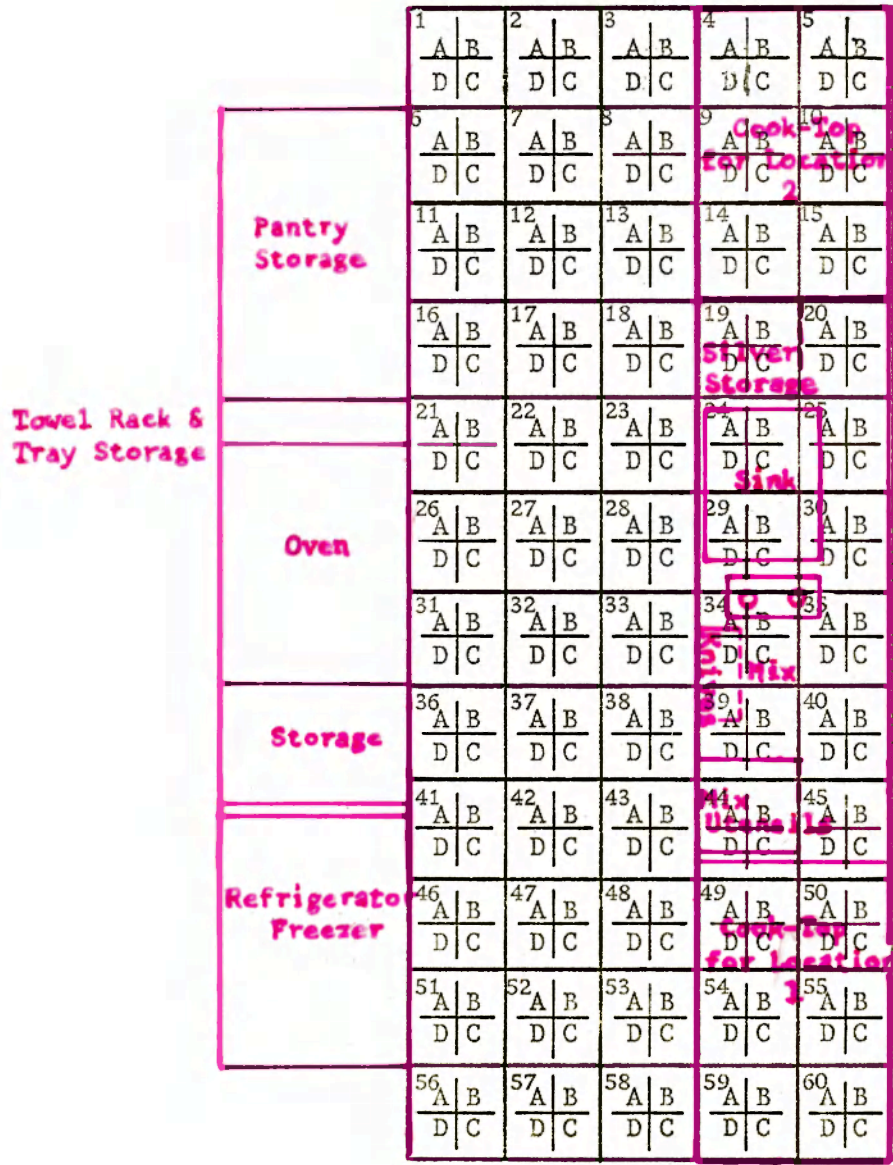 1 2 3 4 5
A B A B A B A B A B
D C D C D C D C D C
6 7 8 9 10
Cook-Top
A B A B A B A B A B
for Location
D C D C D C D C D C
2
11 12 13 14 15
Pantry
A B A B A B A B A B
Storage
D C D C D C D C D C
16 17 18 19 20
A B A B A B A B A B
Silver
D C D C D C D C D C
Storage
Towel Rack &
Tray Storage
21 22 23 24 25
A B A B A B A B A B
D C D C D C D C D C
Sink
26 27 28 29 30
A B A B A B A B A B
Oven
D C D C D C D C D C
31 32 33 34 35
A B A B A B A B A B
D C D C D C D C D C
Mix
36 37 38 39 40
A B A B A B A B A B
Storage
D C D C D C D C D C
41 42 43 44 45
Mix
A B A B A B A B A B
Utensils
D C D C D C D C D C
46 47 48 49 50
Refrigerato
A B A B A B A B A B
Freezer
Cook-Top
D C D C D C D C D C
for Location
1
51 52 53 54 55
A B A B A B A B A B
D C D C D C D C D C
56 57 58 59 60
A B A B A B A B A B
D C D C D C D C D C